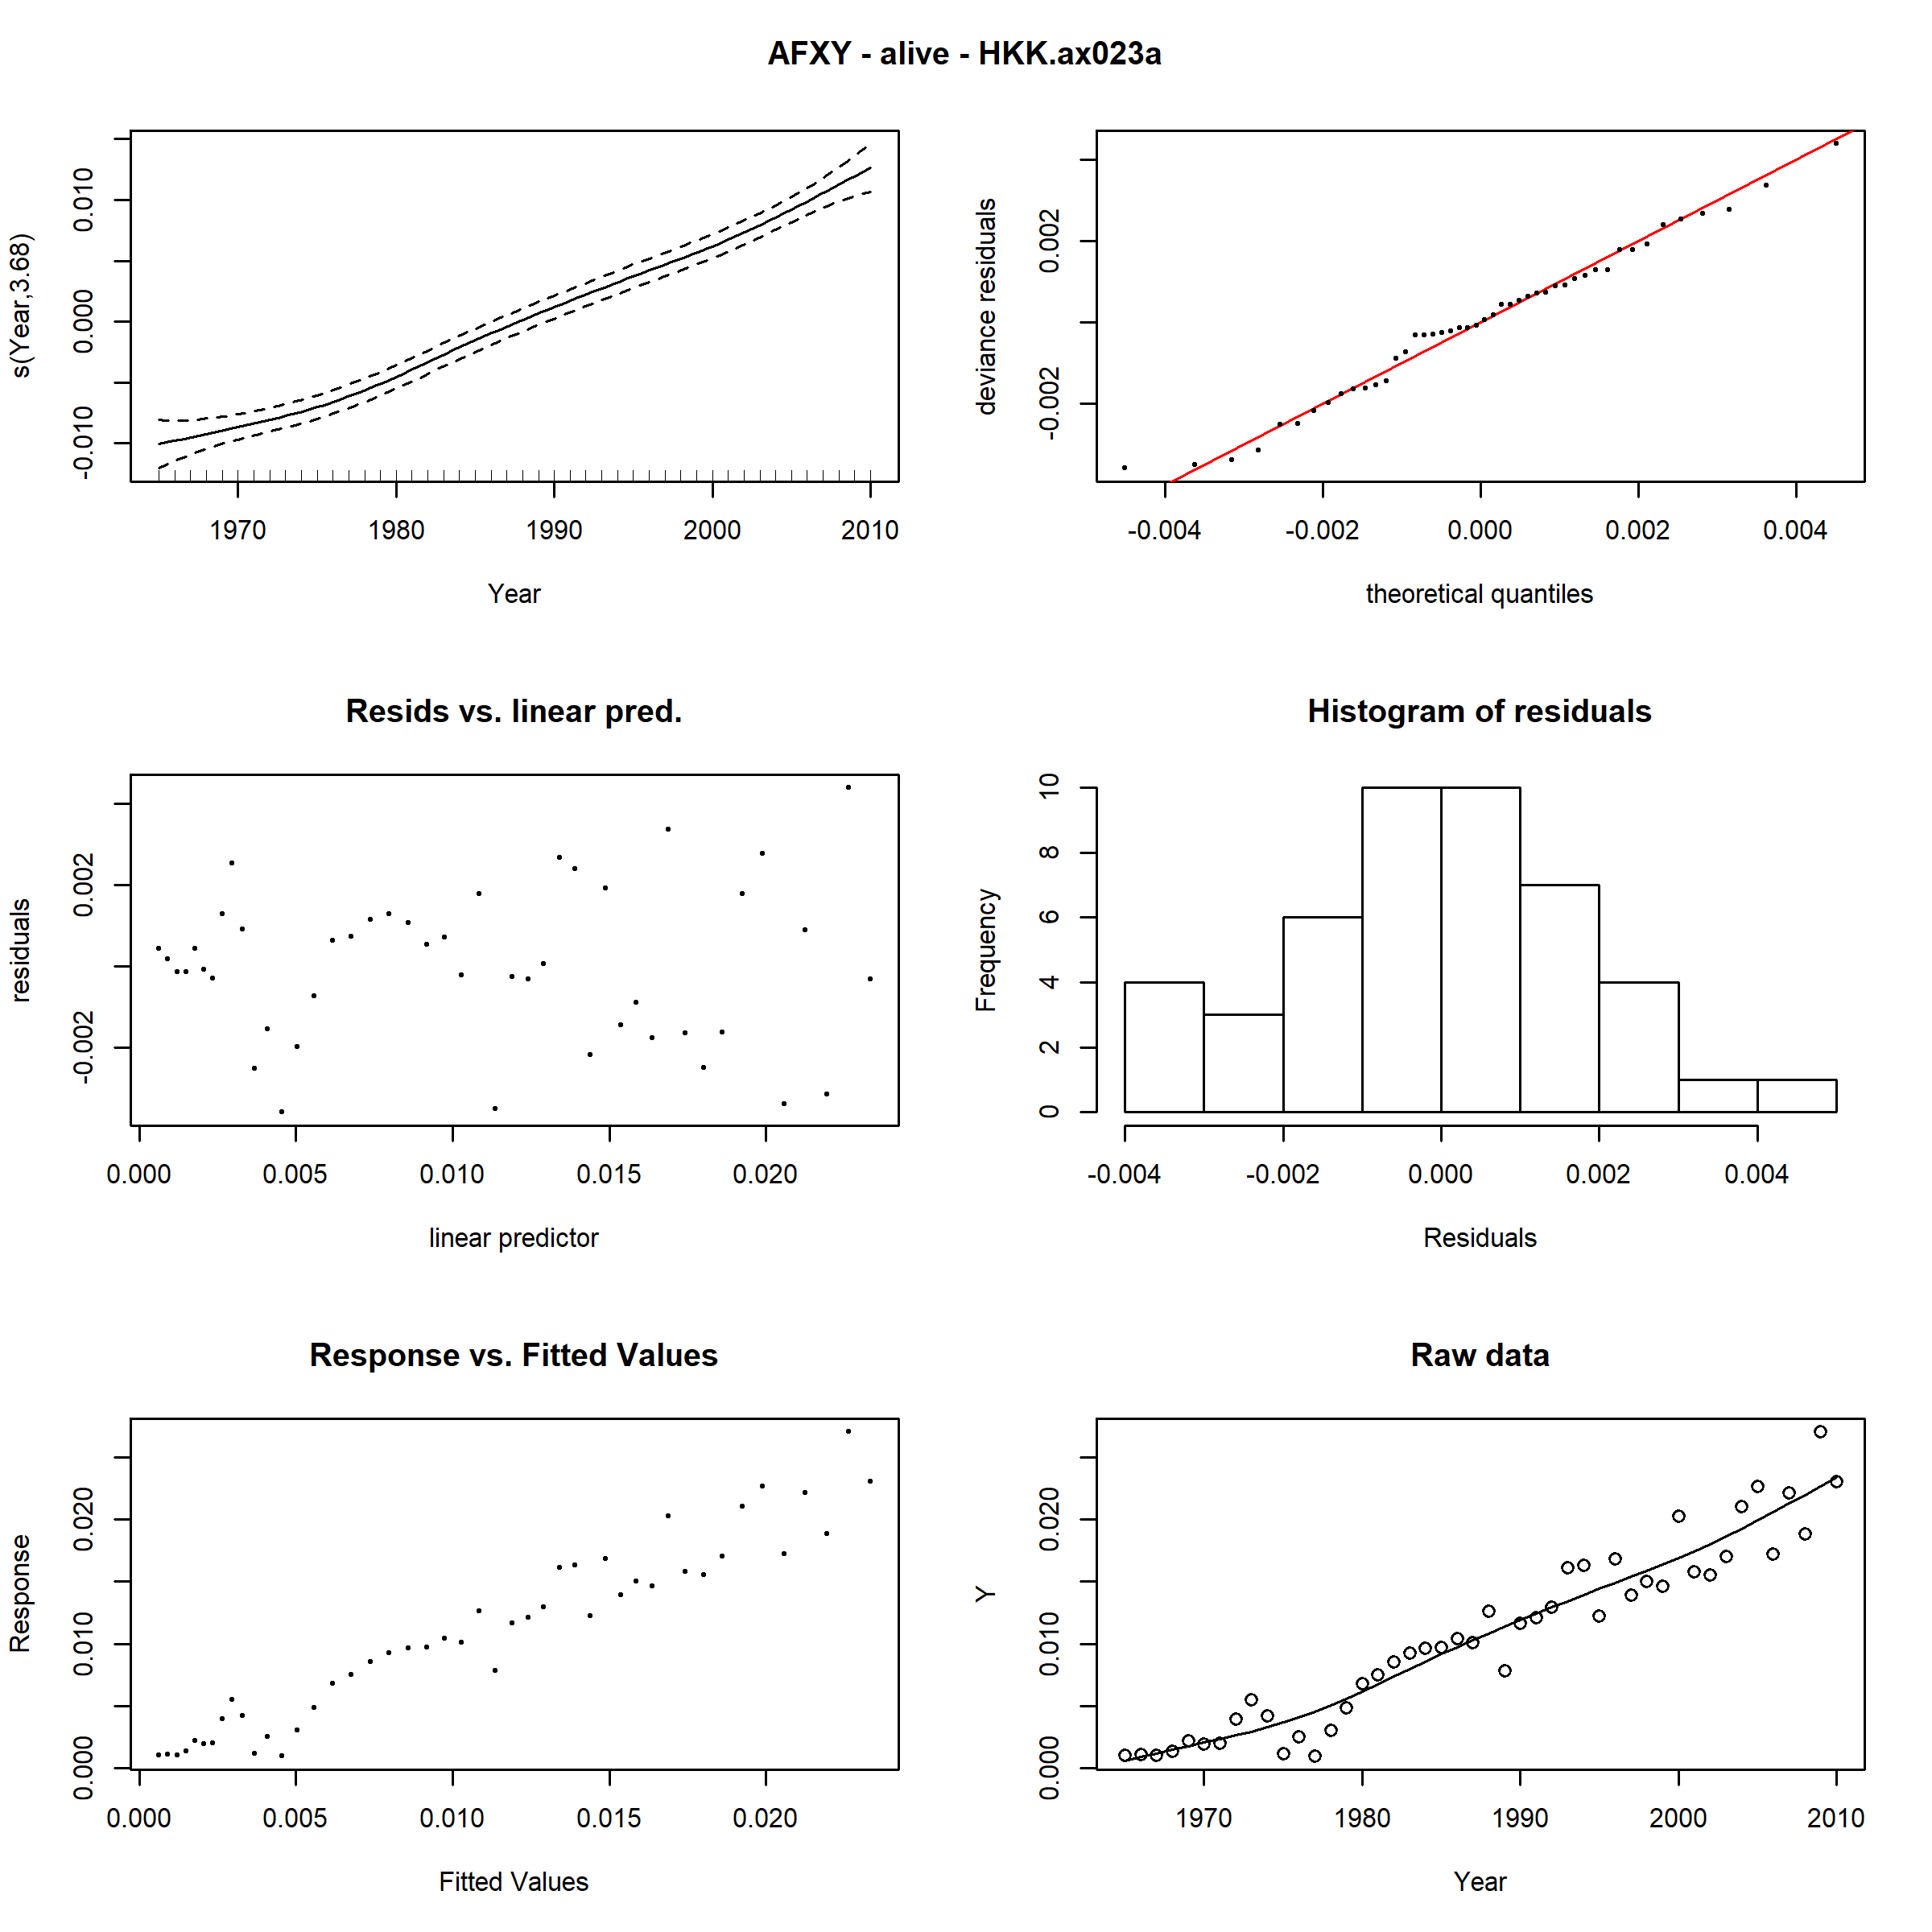 AFXY - alive - HKK.ax023a
s(Year,3.68)
-0.010 0.000 0.010
1970 1980 1990 2000 2010
Year
deviance residuals
-0.002 0.002
-0.004 -0.002 0.000 0.002 0.004
theoretical quantiles
Resids vs. linear pred.
residuals
-0.002 0.002
0.000 0.005 0.010 0.015 0.020
linear predictor
Histogram of residuals
Frequency
0 2 4 6 8 10
-0.004 -0.002 0.000 0.002 0.004
Residuals
Response vs. Fitted Values
Response
0.000 0.010 0.020
0.000 0.005 0.010 0.015 0.020
Fitted Values
Raw data
Y
0.000 0.010 0.020
1970 1980 1990 2000 2010
Year